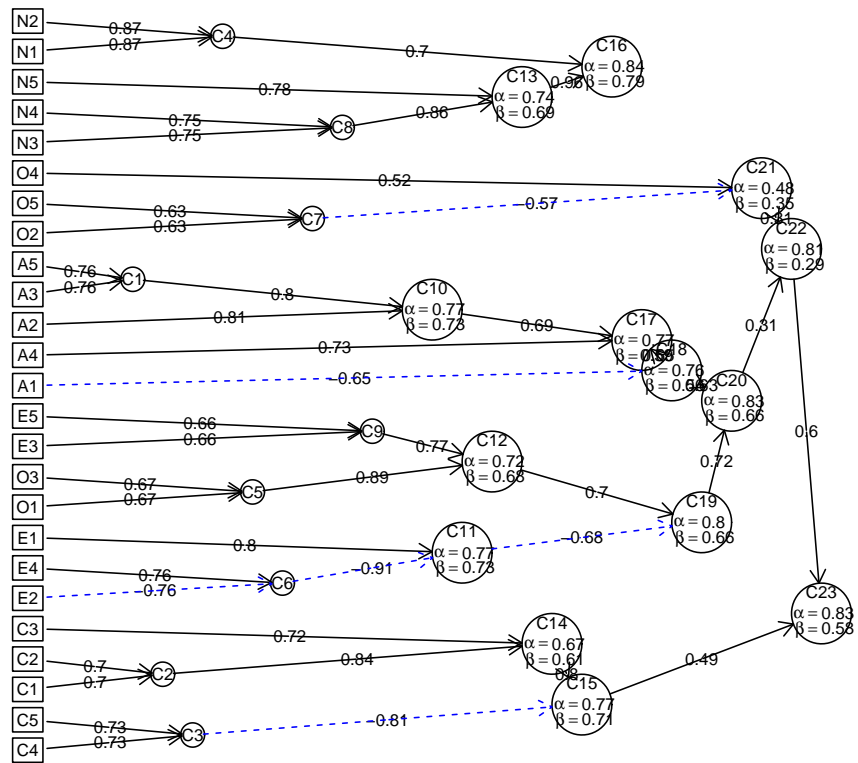 N2
N1
N5
N4
N3
O4
O5
O2
A5
A3
A2
A4
A1
E5
E3
O3
O1
E1
E4
E2
C3
C2
C1
C5
C4
0.87
0.87
C4
0.7
C16
α = 0.84
β = 0.79
0.78
C13
α = 0.74
β = 0.69
0.96
0.75
0.75
C8
0.86
0.52
C21
α = 0.48
β = 0.35
0.63
0.63
C7
−0.57
0.31
C22
α = 0.81
β = 0.29
0.76
0.76
C1
0.8
C10
α = 0.77
β = 0.73
0.81
0.69
C17
α = 0.77
0.73
−0.65
α = 0.76
0.31
C20
α = 0.83
β = 0.66
0.66
0.66
C9
0.77
C12
α = 0.72
β = 0.63
0.67
0.67
C5
0.89
0.7
0.72
0.6
C19
α = 0.8
β = 0.66
0.8
C11
α = 0.77
β = 0.73
−0.68
0.76
−0.76
C6
−0.91
C23
α = 0.83
β = 0.58
0.72
C14
α = 0.67
β = 0.61
0.7
0.7
C2
0.84
C15
α = 0.77
β = 0.71
0.49
0.73
0.73
C3
−0.81